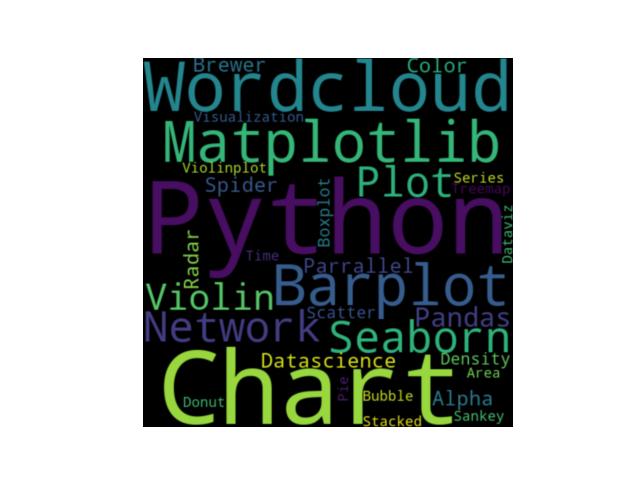 Brewer Color
Wordcloud
Visualization
Matplotlib
Violinplot
Plot Series
Spider Treemap
Python
Boxplot
Dataviz
Radar
Time
Parrallel
Barplot
Violin
Scatter Pandas
Network
Seaborn
Datascience Density
Area
Chart
Pie
Bubble Alpha
Donut
Stacked Sankey